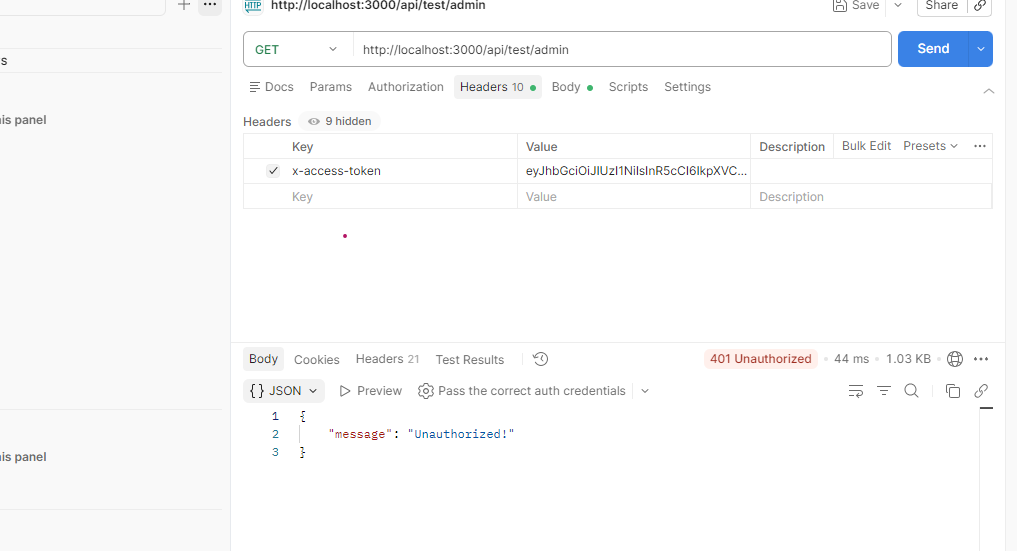 HTTP http://localhost:3000/api/test/admin Save Share
GET http://localhost:3000/api/test/admin Send
s
Docs Params Authorization Headers 10 Body Scripts Settings
Headers 9 hidden
is panel
Key Value Description Bulk Edit Presets
x-access-token eyJhbGciOiJIUzI1NiIsInR5cCI6IkpXVC...
Key Value Description
Body Cookies Headers 21 Test Results 401 Unauthorized 44 ms 1.03 KB
{} JSON Preview Pass the correct auth credentials
1 {
2 "message": "Unauthorized!"
3 }
is panel